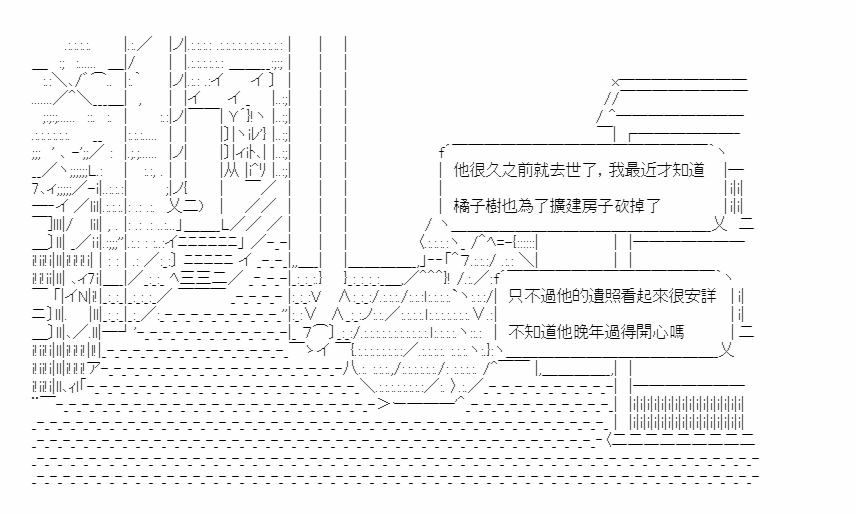 他很久之前就去世了，我最近才知道
橘子樹也為了擴建房子砍掉了
只不過他的遺照看起來很安詳
不知道他晚年過得開心嗎